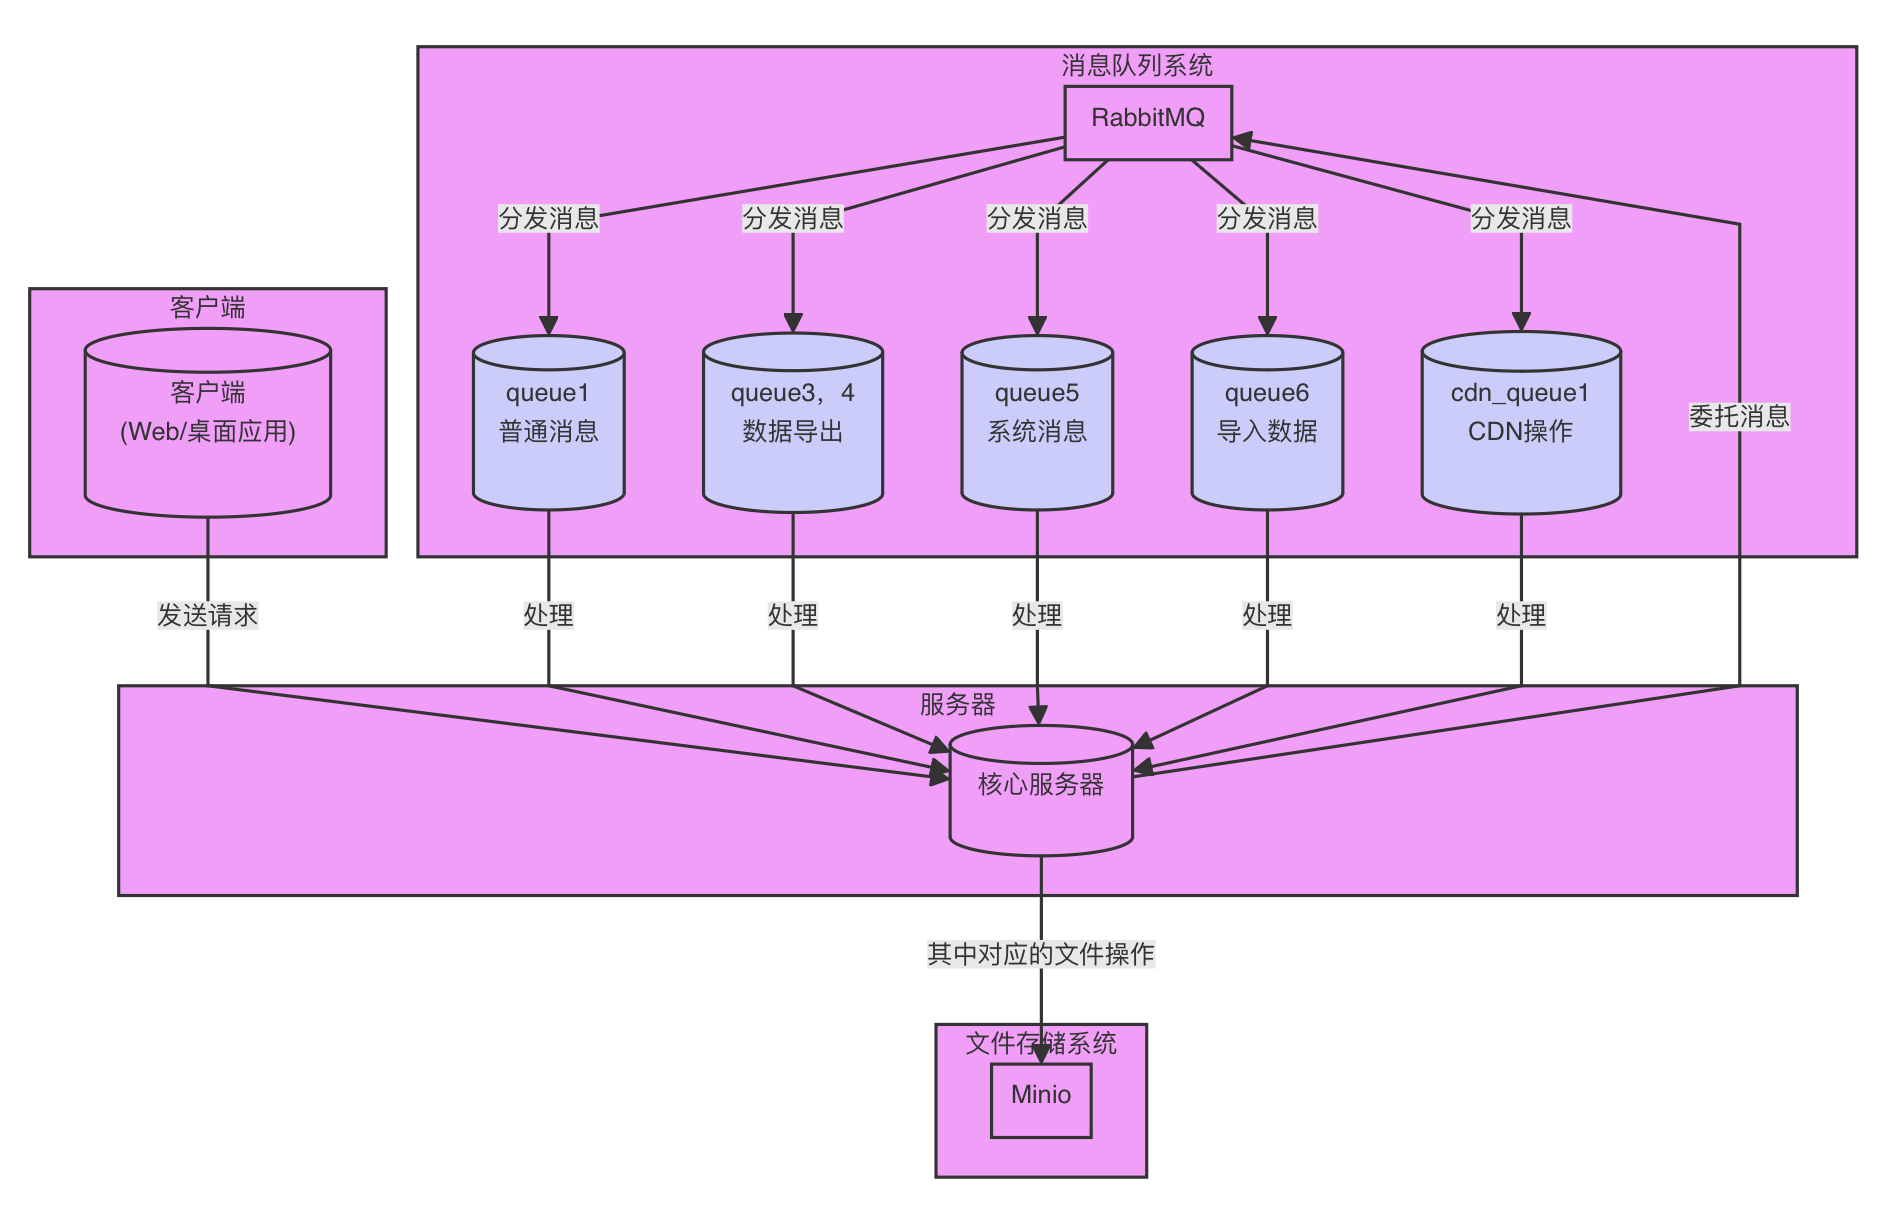 消息队列系统
RabbitMQ
分发消息
分发消息
分发消息
分发消息
分发消息
客户端
客户端
(Web/桌面应用)
queue1
普通消息
queue3，4
数据导出
queue5
系统消息
queue6
导入数据
cdn_queue1
CDN操作
委托消息
发送请求
处理
处理
处理
处理
处理
服务器
核心服务器
其中对应的文件操作
文件存储系统
Minio